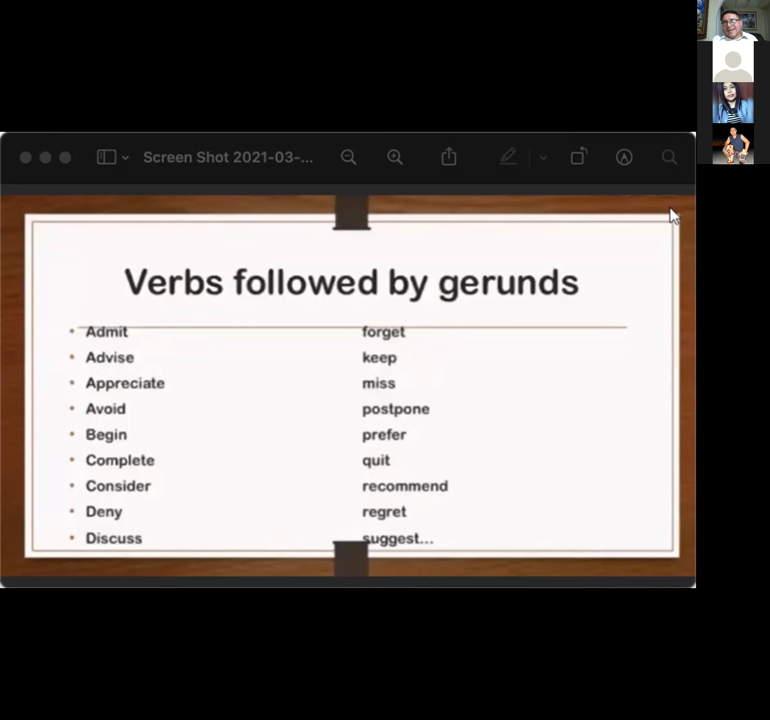 Screen Shot 2021-03-...
Verbs followed by gerunds
• Admit
forget
• Advise
keep
• Appreciate
miss
• Avoid
postpone
• Begin
prefer
• Complete
quit
• Consider
recommend
• Deny
regret
• Discuss
suggest...